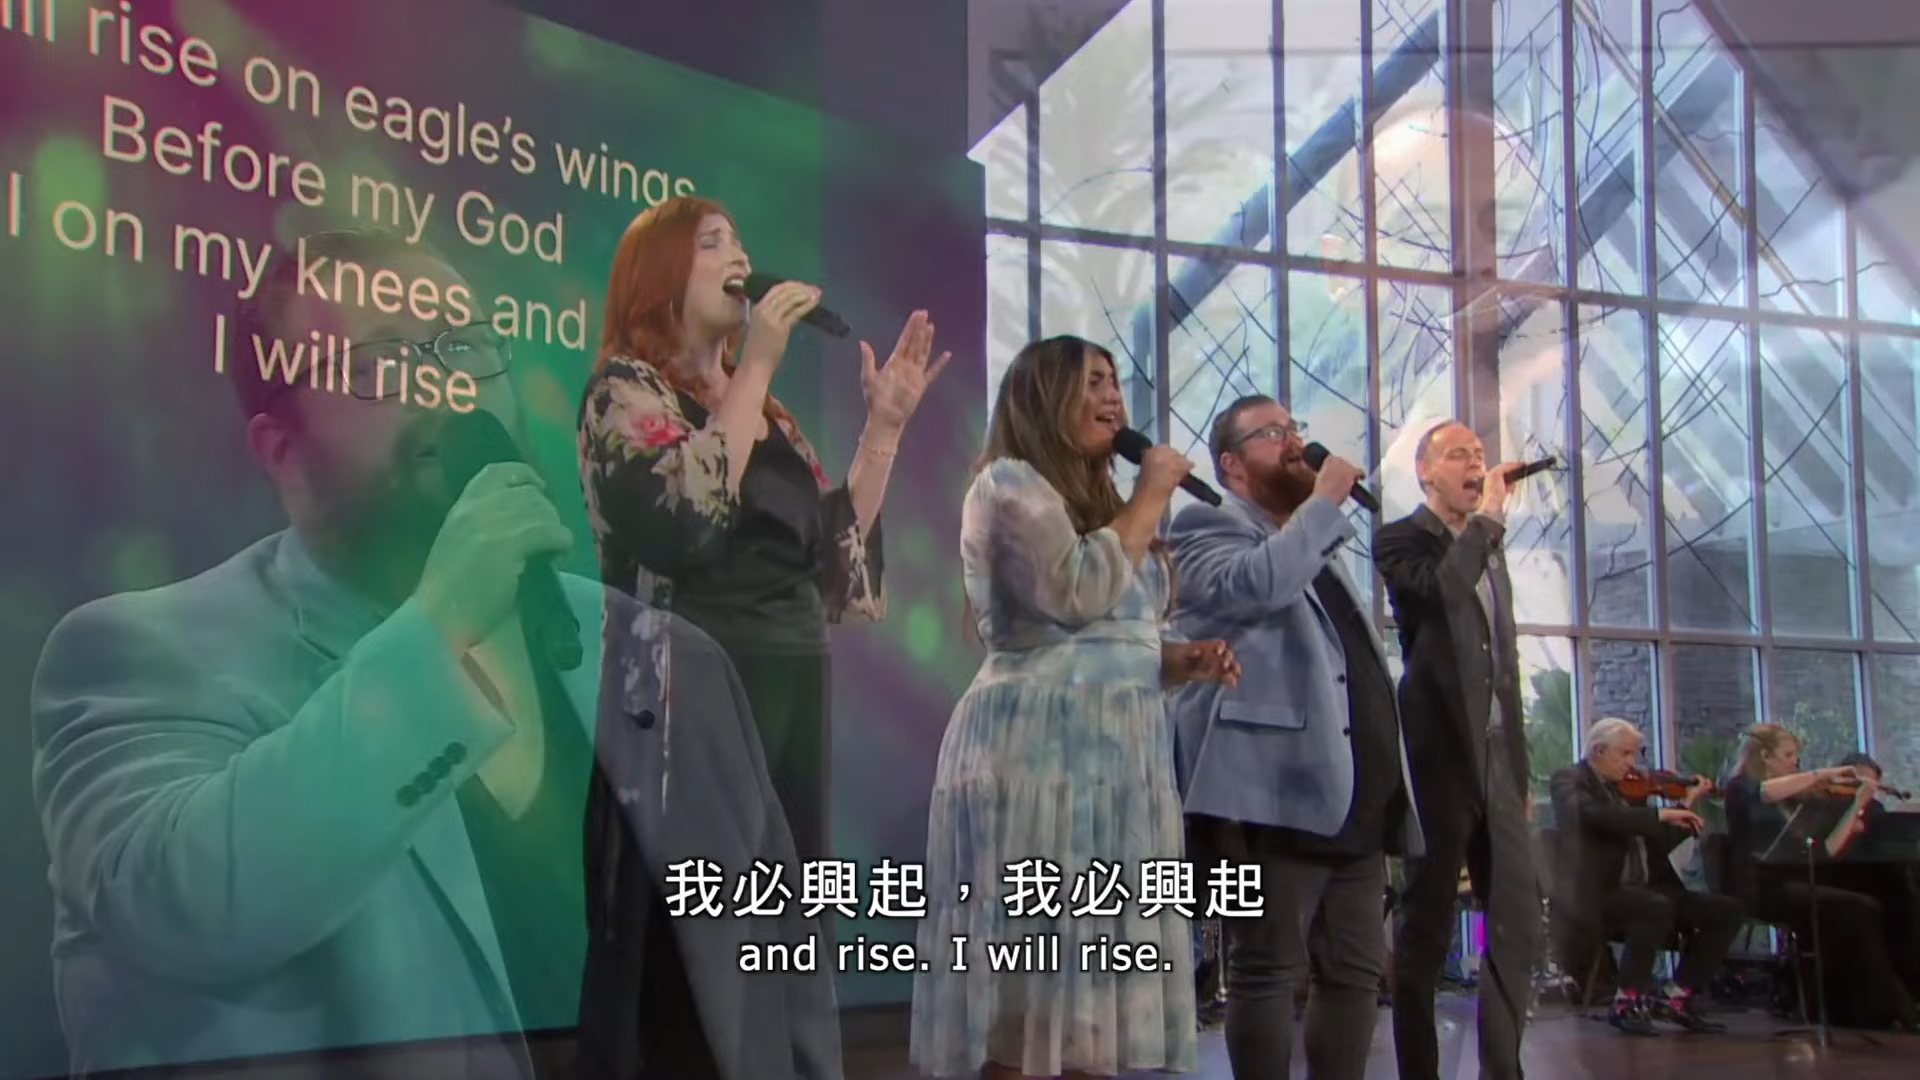 ll rise on eagle's wings
Before my God
l on my knees and
I will rise
我必興起，我必興起
and rise. I will rise.